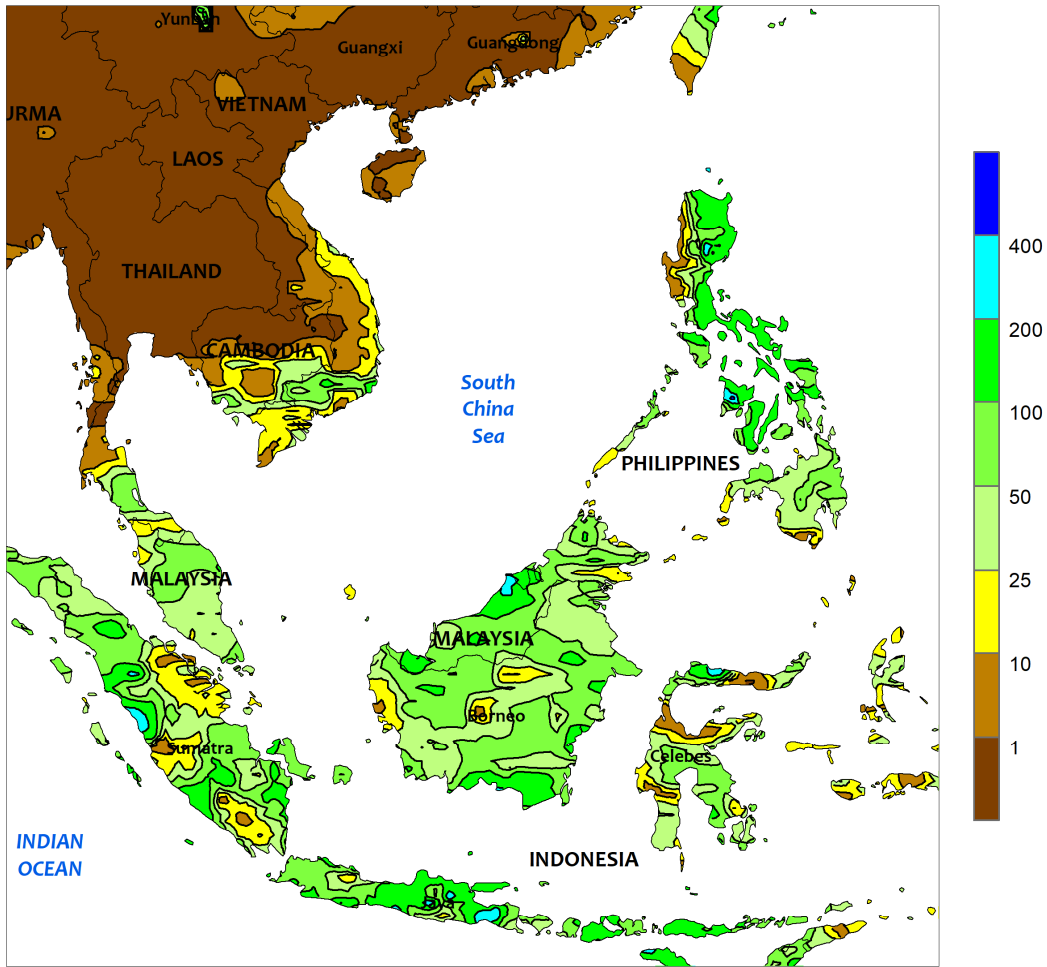 Yunnan
Guangxi
Guangdong
URMA
VIETNAM
LAOS
THAILAND
CAMBODIA
South
China
Sea
PHILIPPINES
MALAYSIA
MALAYSIA
Borneo
Sumatra
Celebes
INDIAN
OCEAN
INDONESIA
Java
400
200
100
50
25
10
1